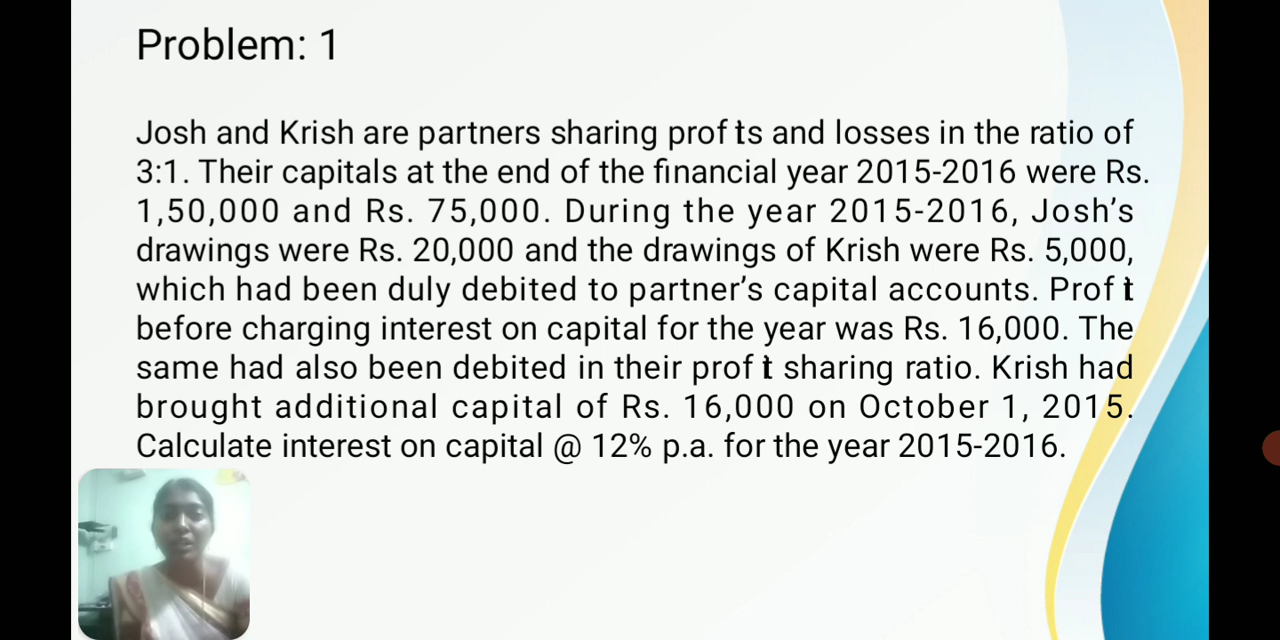 Problem: 1
Josh and Krish are partners sharing profits and losses in the ratio of
3:1. Their capitals at the end of the financial year 2015-2016 were Rs.
1,50,000 and Rs. 75,000. During the year 2015-2016, Josh's
drawings were Rs. 20,000 and the drawings of Krish were Rs. 5,000,
which had been duly debited to partner's capital accounts. Profit
before charging interest on capital for the year was Rs. 16,000. The
same had also been debited in their profit sharing ratio. Krish had
brought additional capital of Rs. 16,000 on October 1, 2015.
Calculate interest on capital @ 12% p.a. for the year 2015-2016.